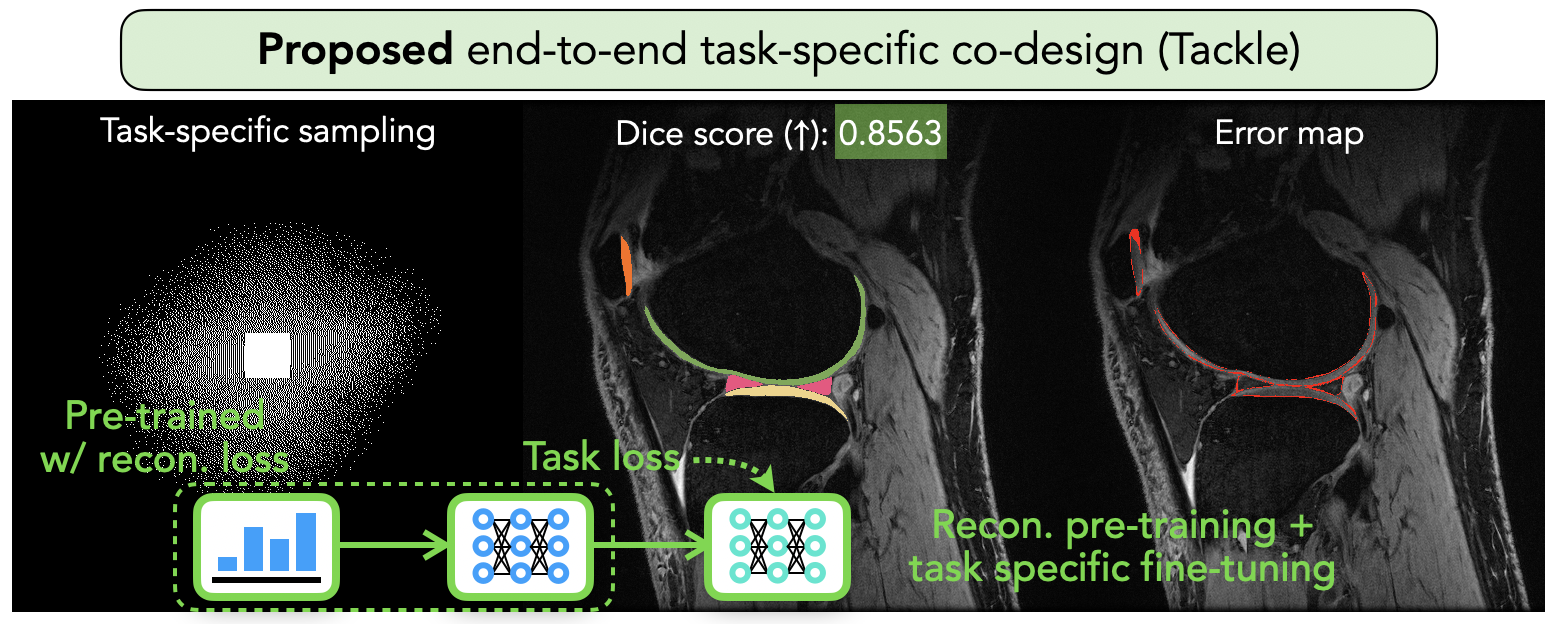 Proposed end-to-end task-specific co-design (Tackle)
Task-specific sampling
Dice score (↑): 0.8563
Error map
Pre-trained
w/ recon. loss
Task loss
Recon. pre-training +
task specific fine-tuning